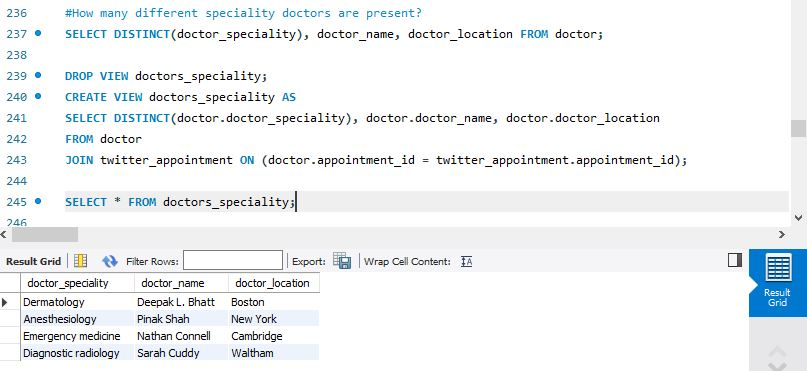 236 #How many different speciality doctors are present?
237 SELECT DISTINCT(doctor_speciality), doctor_name, doctor_location FROM doctor;
238
239 DROP VIEW doctors_speciality;
240 CREATE VIEW doctors_speciality AS
241 SELECT DISTINCT(doctor.doctor_speciality), doctor.doctor_name, doctor.doctor_location
242 FROM doctor
243 JOIN twitter_appointment ON (doctor.appointment_id = twitter_appointment.appointment_id);
244
245 SELECT * FROM doctors_speciality;
246
Result Grid Filter Rows: Export: Wrap Cell Content: IA
doctor_speciality doctor_name doctor_location
Dermatology Deepak L. Bhatt Boston
Anesthesiology Pinak Shah New York
Emergency medicine Nathan Connell Cambridge
Diagnostic radiology Sarah Cuddy Waltham
Result
Grid